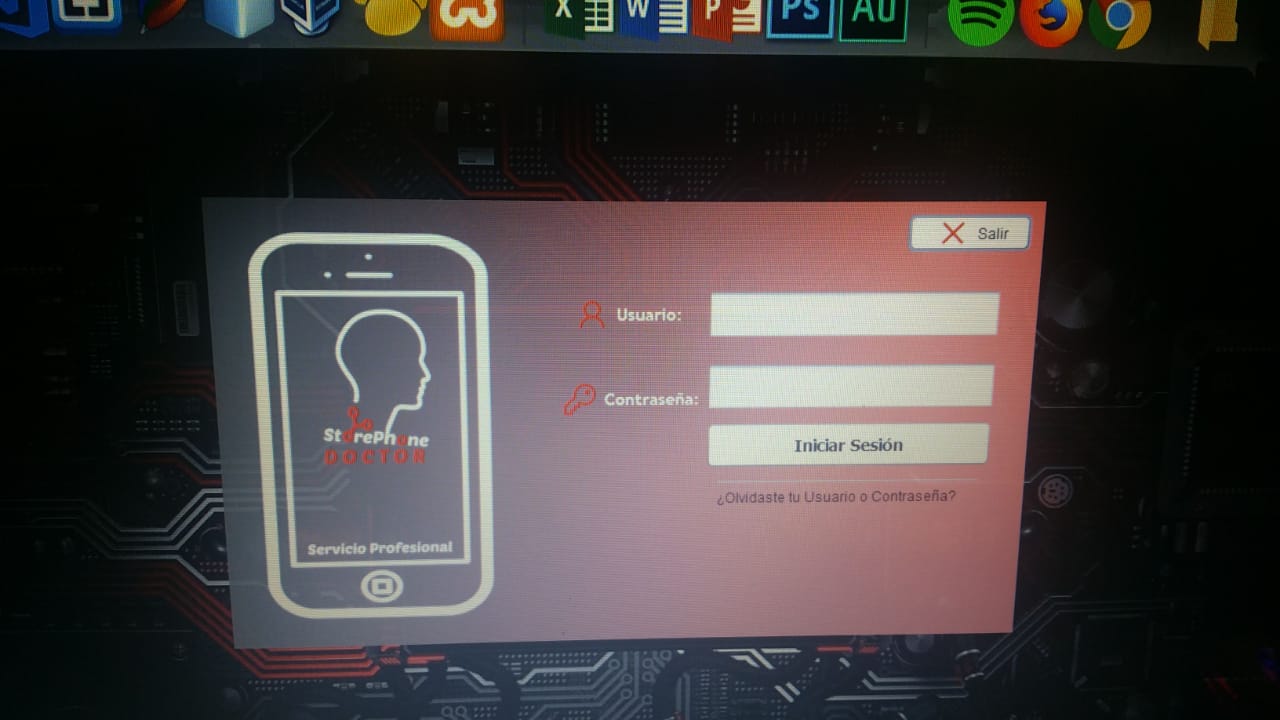 X W P PS AU
Salir
Usuario:
Contraseña:
Iniciar Sesión
¿Olvidaste tu Usuario o Contraseña?
StorePhone
DOCTOR
Servicio Profesional